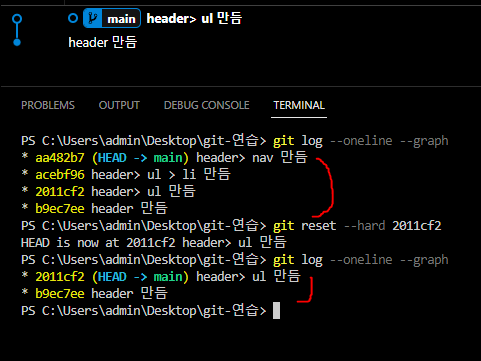 main header> ul 만듬
header 만듬
PROBLEMS OUTPUT DEBUG CONSOLE TERMINAL
PS C:\Users\admin\Desktop\git-연습> git log --oneline --graph
* aa482b7 (HEAD -> main) header> nav 만듬
* acebf96 header> ul > li 만듬
* 2011cf2 header> ul 만듬
* b9ec7ee header 만듬
PS C:\Users\admin\Desktop\git-연습> git reset --hard 2011cf2
HEAD is now at 2011cf2 header> ul 만듬
PS C:\Users\admin\Desktop\git-연습> git log --oneline --graph
* 2011cf2 (HEAD -> main) header> ul 만듬
* b9ec7ee header 만듬
PS C:\Users\admin\Desktop\git-연습>